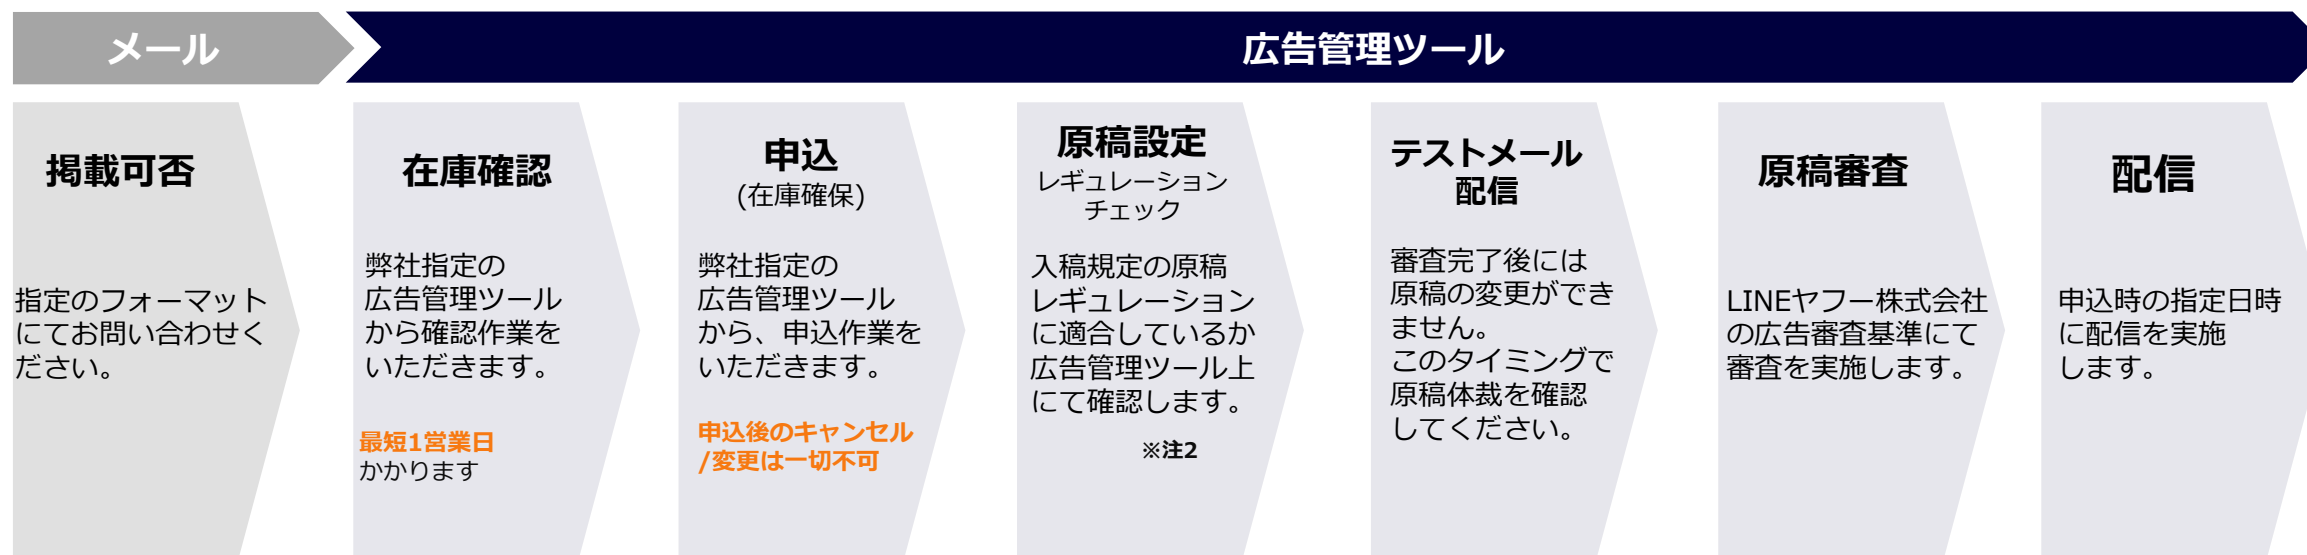 メール
広告管理ツール
掲載可否
指定のフォーマット
にてお問い合わせく
ださい。
在庫確認
弊社指定の
広告管理ツール
から確認作業を
いただきます。
最短1営業日
かかります
申込
(在庫確保)
弊社指定の
広告管理ツール
から、申込作業を
いただきます。
申込後のキャンセル
/変更は一切不可
原稿設定
レギュレーション
チェック
入稿規定の原稿
レギュレーション
に適合しているか
広告管理ツール上
にて確認します。
※注2
テストメール
配信
審査完了後には
原稿の変更ができ
ません。
このタイミングで
原稿体裁を確認
してください。
原稿審査
LINEヤフー株式会社
の広告審査基準にて
審査を実施します。
配信
申込時の指定日時
に配信を実施
します。